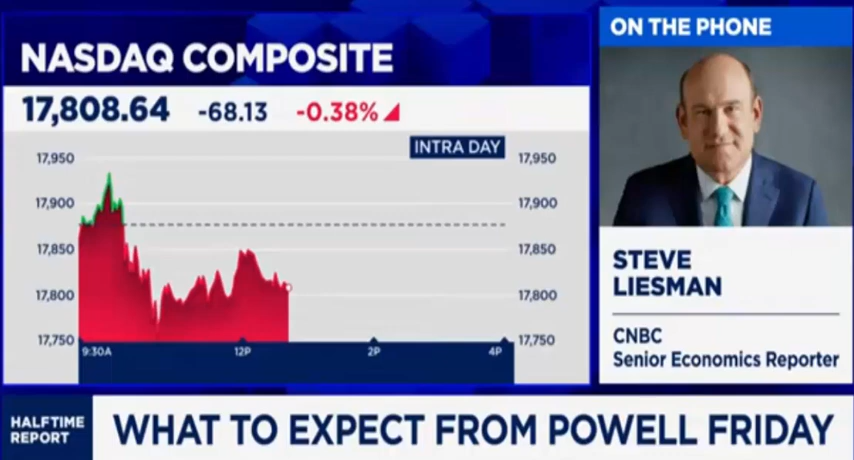 NASDAQ COMPOSITE
17,808.64 -68.13 -0.38%
INTRA DAY
17,950 17,950
17,900 17,900
17,850 17,850
17,800 17,800
17,750 17,750
9:30A 12P 2P 4P
ON THE PHONE
STEVE
LIESMAN
CNBC
Senior Economics Reporter
HALFTIME
REPORT
WHAT TO EXPECT FROM POWELL FRIDAY